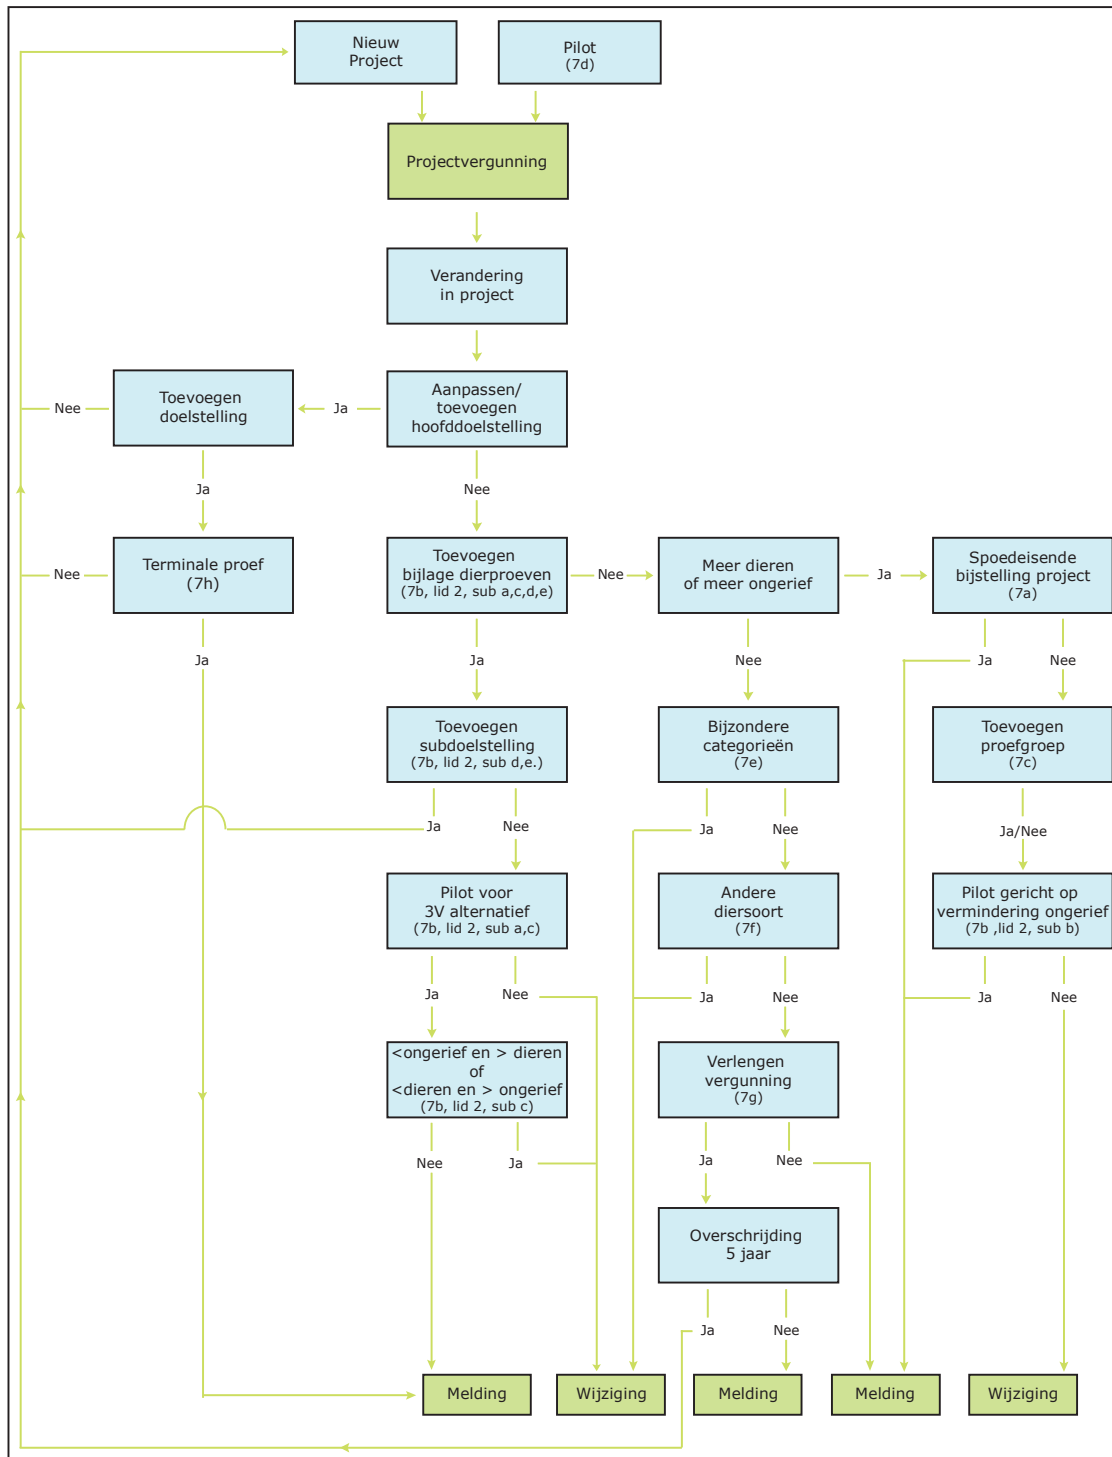 Nieuw
Project
Pilot
(7d)
Projectvergunning
Verandering
in project
Toevoegen
doelstelling
Aanpassen/
toevoegen
hoofddoelstelling
Nee
Ja
Ja
Nee
Terminale proef
(7h)
Toevoegen
bijlage dierproeven
(7b, lid 2, sub a,c,d,e)
Meer dieren
of meer ongerief
Spoedeisende
bijstelling project
(7a)
Nee
Nee
Ja
Ja
Ja
Nee
Ja
Nee
Toevoegen
subdoelstelling
(7b, lid 2, sub d,e.)
Bijzondere
categorieën
(7e)
Toevoegen
proefgroep
(7c)
Ja
Nee
Ja
Nee
Ja/Nee
Pilot voor
3V alternatief
(7b, lid 2, sub a,c)
Andere
diersoort
(7f)
Pilot gericht op
vermindering ongerief
(7b ,lid 2, sub b)
Ja
Nee
Ja
Nee
Ja
Nee
<ongerief en > dieren
of
<dieren en > ongerief
(7b, lid 2, sub c)
Verlengen
vergunning
(7g)
Nee
Ja
Ja
Nee
Overschrijding
5 jaar
Ja
Nee
Melding
Wijziging
Melding
Melding
Wijziging